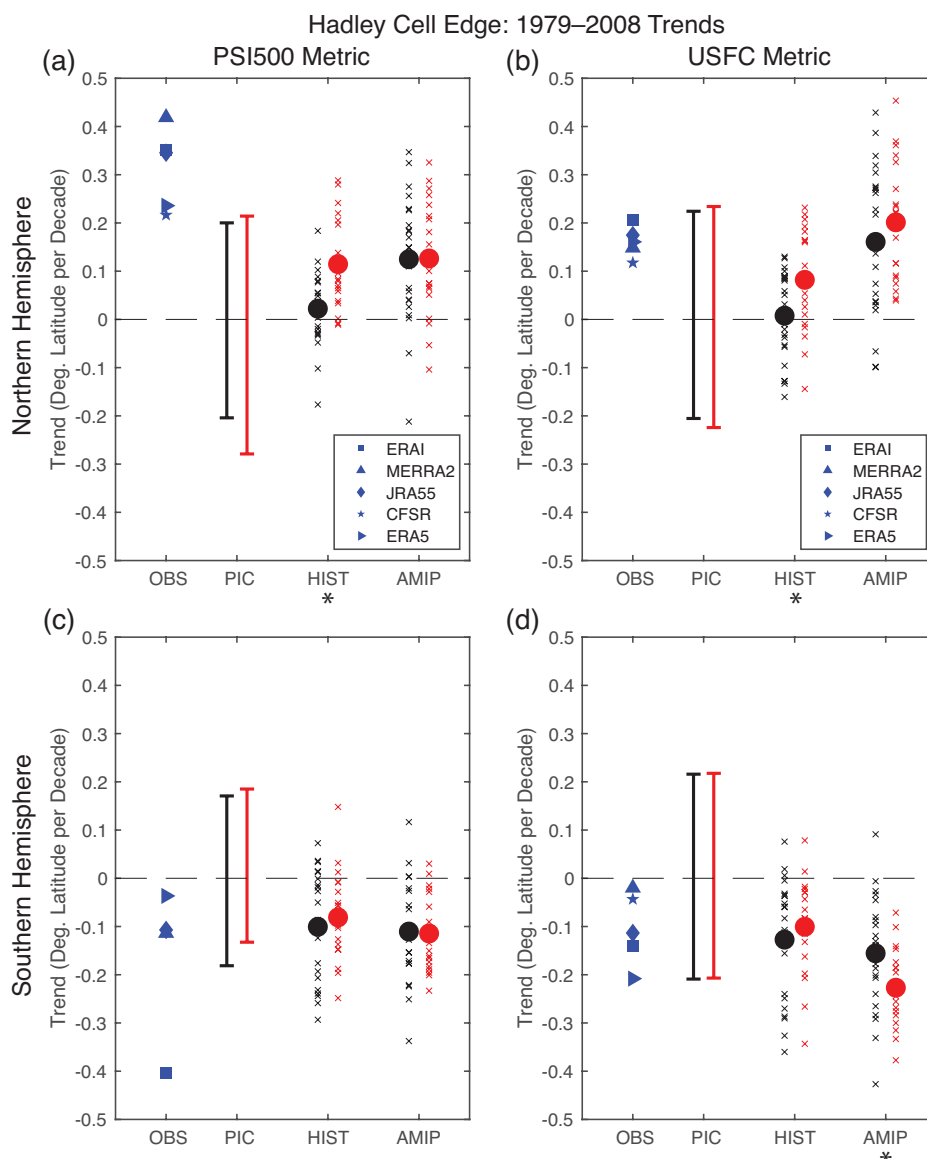 Hadley Cell Edge: 1979–2008 Trends
PSI500 Metric
USFC Metric
(a)
(b)
Northern Hemisphere
Trend (Deg. Latitude per Decade)
0.5
0.4
0.3
0.2
0.1
0
-0.1
-0.2
-0.3
-0.4
-0.5
ERAI
MERRA2
JRA55
CFSR
ERA5
OBS PIC HIST AMIP
*
Trend (Deg. Latitude per Decade)
0.5
0.4
0.3
0.2
0.1
0
-0.1
-0.2
-0.3
-0.4
-0.5
ERAI
MERRA2
JRA55
CFSR
ERA5
OBS PIC HIST AMIP
*
(c)
(d)
Southern Hemisphere
Trend (Deg. Latitude per Decade)
0.5
0.4
0.3
0.2
0.1
0
-0.1
-0.2
-0.3
-0.4
-0.5
OBS PIC HIST AMIP
Trend (Deg. Latitude per Decade)
0.5
0.4
0.3
0.2
0.1
0
-0.1
-0.2
-0.3
-0.4
-0.5
OBS PIC HIST AMIP
*